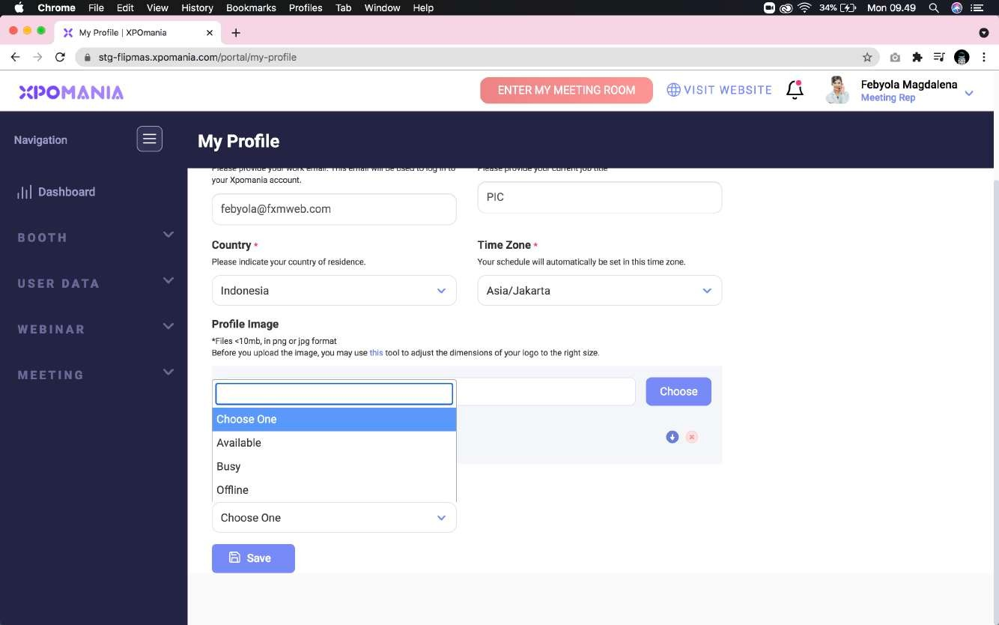 Chrome File Edit View History Bookmarks Profiles Tab Window Help 34% Mon 09.49
My Profile | XPOmania
stg-flipmas.xpomania.com/portal/my-profile
XPOMANIA ENTER MY MEETING ROOM VISIT WEBSITE Febyola Magdalena
Meeting Rep
Navigation
My Profile
Dashboard
BOOTH
USER DATA
WEBINAR
MEETING
Please provide your work email. This email will be used to log in to
your Xpomania account.
febyola@fxmweb.com
Please provide your current job title
PIC
Country *
Please indicate your country of residence.
Indonesia
Time Zone *
Your schedule will automatically be set in this time zone.
Asia/Jakarta
Profile Image
*Files <10mb, in png or jpg format
Before you upload the image, you may use this tool to adjust the dimensions of your logo to the right size.
Choose
Choose One
Available
Busy
Offline
Choose One
Save